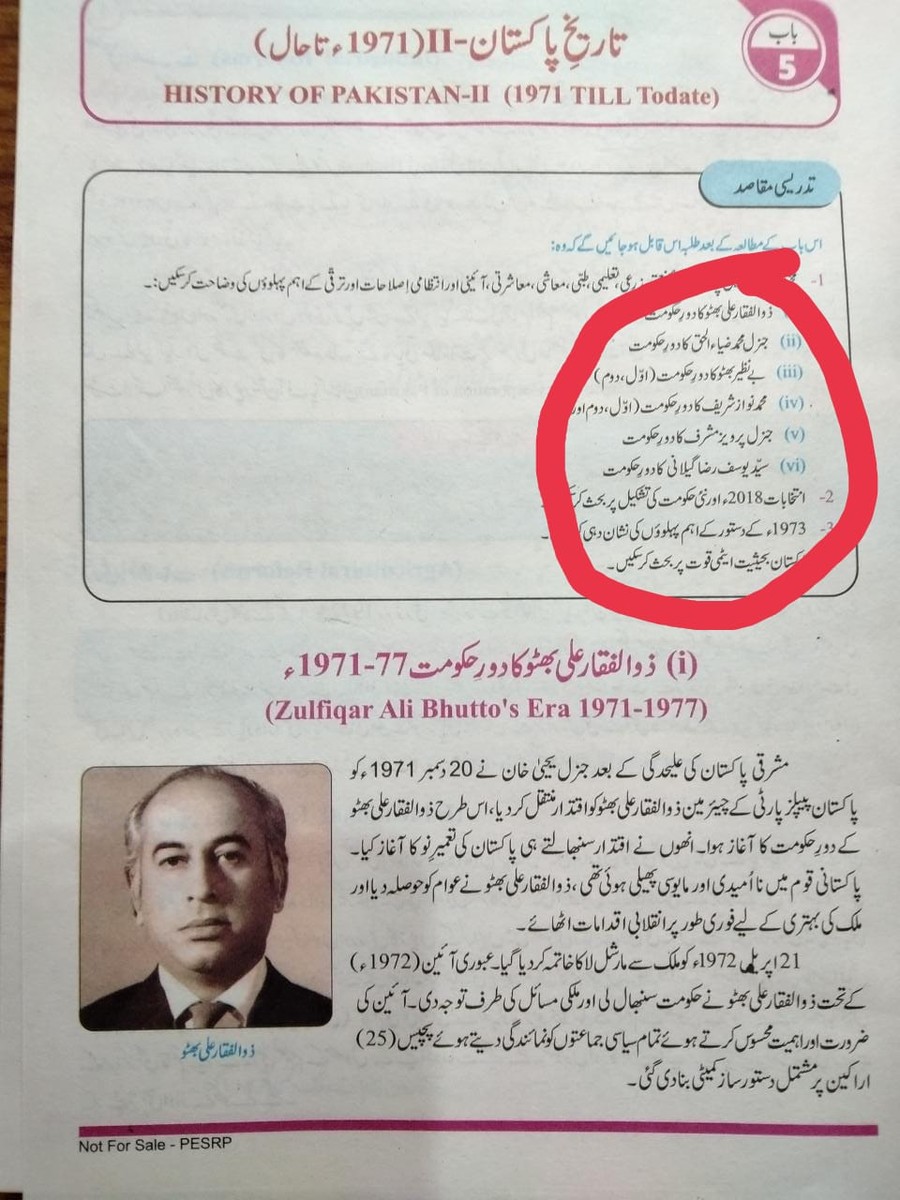 باب
5
تاریخِ پاکستان-II (1971ء تا حال)
HISTORY OF PAKISTAN-II (1971 TILL Todate)
تدریسی مقاصد
اس باب کے مطالعہ کے بعد طلبہ اس قابل ہو جائیں گے کہ وہ:
1- زرعی، تعلیمی، طبّی، معاشی، معاشرتی، آئینی اور انتظامی اِصلاحات اور ترقّی کے اہم پہلوؤں کی وضاحت کر سکیں:۔
ذوالفقار علی بھٹو کا دورِ حکومت
(ii) جنرل محمد ضیاءالحق کا دورِ حکومت
(iii) بے نظیر بھٹو کا دورِ حکومت (اوّل، دوم)
(iv) محمد نواز شریف کا دورِ حکومت (اوّل، دوم اور
(v) جنرل پرویز مشرف کا دورِ حکومت
(vi) سیّد یوسف رضا گیلانی کا دورِ حکومت
2- انتخابات 2018ء اور نئی حکومت کی تشکیل پر بحث
3- 1973ء کے دستور کے اہم پہلوؤں کی نشان دہی
بحیثیت ایٹمی قوت پر بحث کر سکیں۔
(i) ذوالفقار علی بھٹو کا دورِ حکومت 77-1971ء
(Zulfiqar Ali Bhutto's Era 1971-1977)
مشرقی پاکستان کی علیحدگی کے بعد جنرل یحییٰ خان نے 20 دسمبر 1971ء کو
پاکستان پیپلز پارٹی کے چیئرمین ذوالفقار علی بھٹو کو اقتدار منتقل کر دیا، اس طرح ذوالفقار علی بھٹو
کے دورِ حکومت کا آغاز ہوا۔ انھوں نے اقتدار سنبھالتے ہی پاکستان کی تعمیرِ نو کا آغاز کیا۔
پاکستانی قوم میں نا اُمیدی اور مایوسی پھیلی ہوئی تھی، ذوالفقار علی بھٹو نے عوام کو حوصلہ دیا اور
ملک کی بہتری کے لیے فوری طور پر انقلابی اقدامات اٹھائے۔
21 اپریل 1972ء کو ملک سے مارشل لا کا خاتمہ کر دیا گیا۔ عبوری آئین (1972ء)
کے تحت ذوالفقار علی بھٹو نے حکومت سنبھال لی اور ملکی مسائل کی طرف توجہ دی۔ آئین کی
ضرورت اور اہمیت محسوس کرتے ہوئے تمام سیاسی جماعتوں کو نمائندگی دیتے ہوئے پچیس (25)
اراکین پر مشتمل دستور ساز کمیٹی بنا دی گئی۔
ذوالفقار علی بھٹو
Not For Sale - PESRP